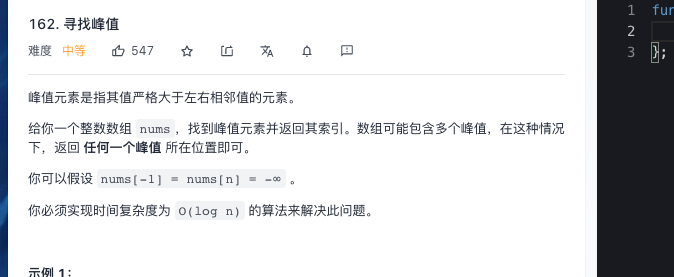 162. 寻找峰值
难度 中等 547
峰值元素是指其值严格大于左右相邻值的元素。
给你一个整数数组 nums，找到峰值元素并返回其索引。数组可能包含多个峰值，在这种情况
下，返回 任何一个峰值 所在位置即可。
你可以假设 nums[-1] = nums[n] = -∞ 。
你必须实现时间复杂度为 O(log n) 的算法来解决此问题。
示例 1：
1 fun
2
3 };